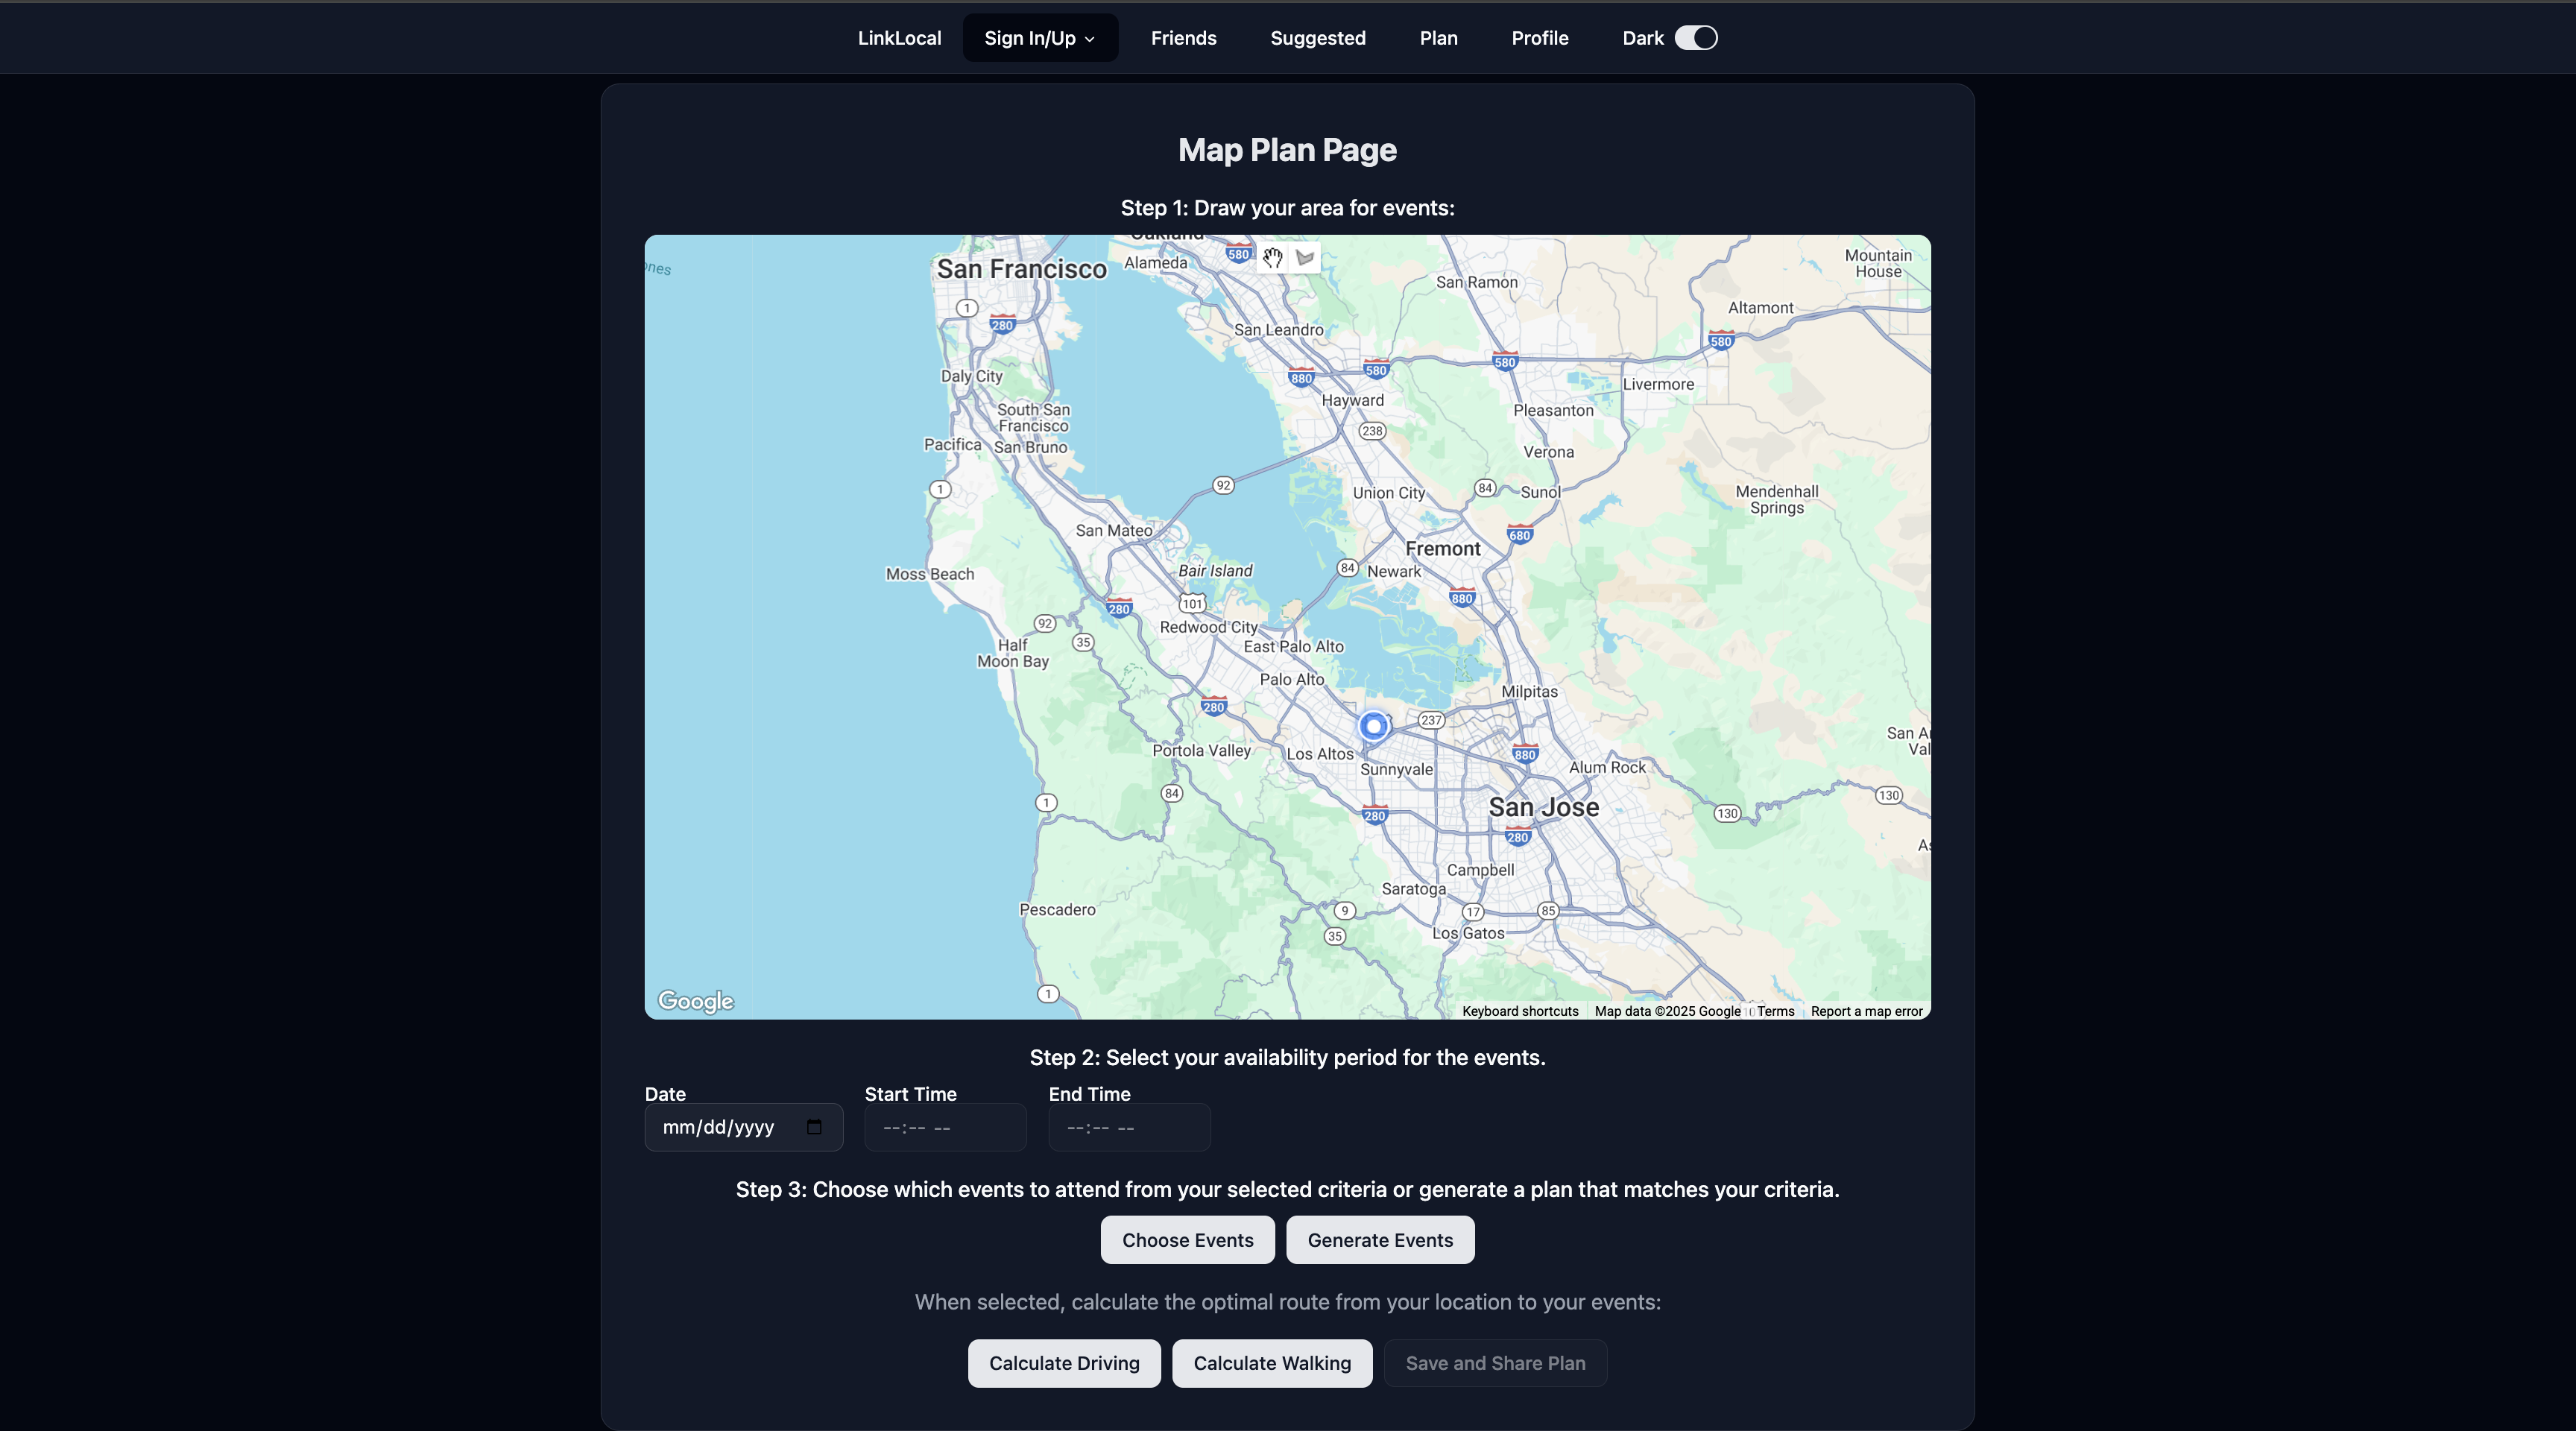 LinkLocal Sign In/Up Friends Suggested Plan Profile Dark
Map Plan Page
Step 1: Draw your area for events:
Oakland
580
San Francisco
Alameda
Mountain
House
San Ramon
1
Altamont
280
San Leandro
580
580
580
880
Daly City
Livermore
Hayward
South San
Francisco
Pleasanton
238
Pacifica
San Bruno
Verona
92
84
Sunol
1
Union City
Mendenhall
Springs
San Mateo
680
Fremont
Bair Island
84
Newark
Moss Beach
880
101
280
92
Redwood City
35
Half
Moon Bay
East Palo Alto
Palo Alto
Milpitas
280
237
San A
Val
Portola Valley
Los Altos
880
Sunnyvale
Alum Rock
84
130
1
San Jose
130
280
280
As
Campbell
Saratoga
Pescadero
9
17
85
35
Los Gatos
1
Google
Keyboard shortcuts Map data ©2025 Google Terms Report a map error
Step 2: Select your availability period for the events.
Date Start Time End Time
mm/dd/yyyy --:-- -- --:-- --
Step 3: Choose which events to attend from your selected criteria or generate a plan that matches your criteria.
Choose Events Generate Events
When selected, calculate the optimal route from your location to your events:
Calculate Driving Calculate Walking Save and Share Plan